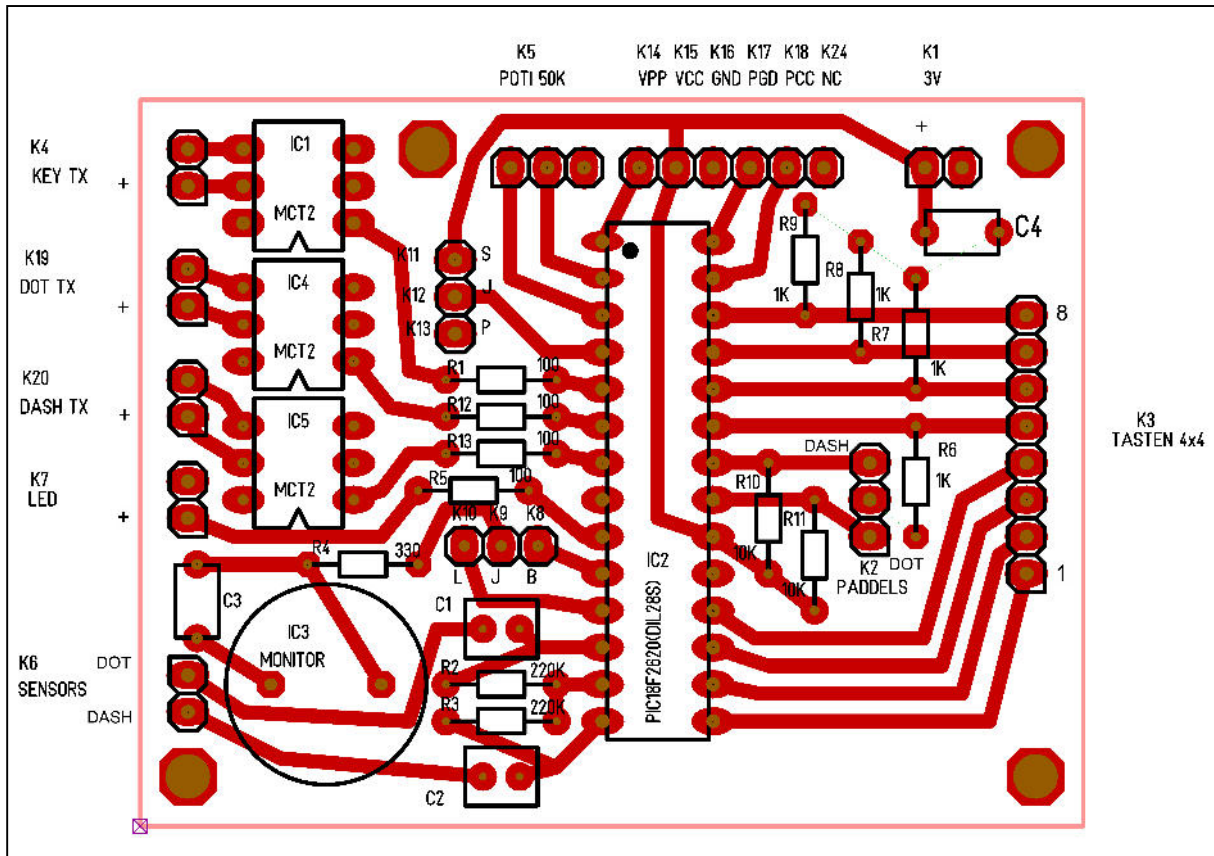 K5
POTI 50K
K14 K15 K16 K17 K18 K24
VPP VCC GND PGD PCC NC
K1
3V
+
K4
KEY TX
+
IC1
MCT2
K19
DOT TX
+
IC4
MCT2
K20
DASH TX
+
IC5
MCT2
K7
LED
+
K11 S
K12 J
K13 P
R1 100
R12 100
R13 100
R5 100
K10 K9 K8
L J B
R4 330
C3
IC3
MONITOR
C1
R2 220K
R3 220K
C2
K6
SENSORS
DOT
DASH
IC2
PIC18F2620(DIL28S)
R9
1K
R8
1K
R7
1K
C4
8
K3
TASTEN 4x4
1
DASH
R6
1K
R10
10K
R11
10K
K2
PADDELS
DOT